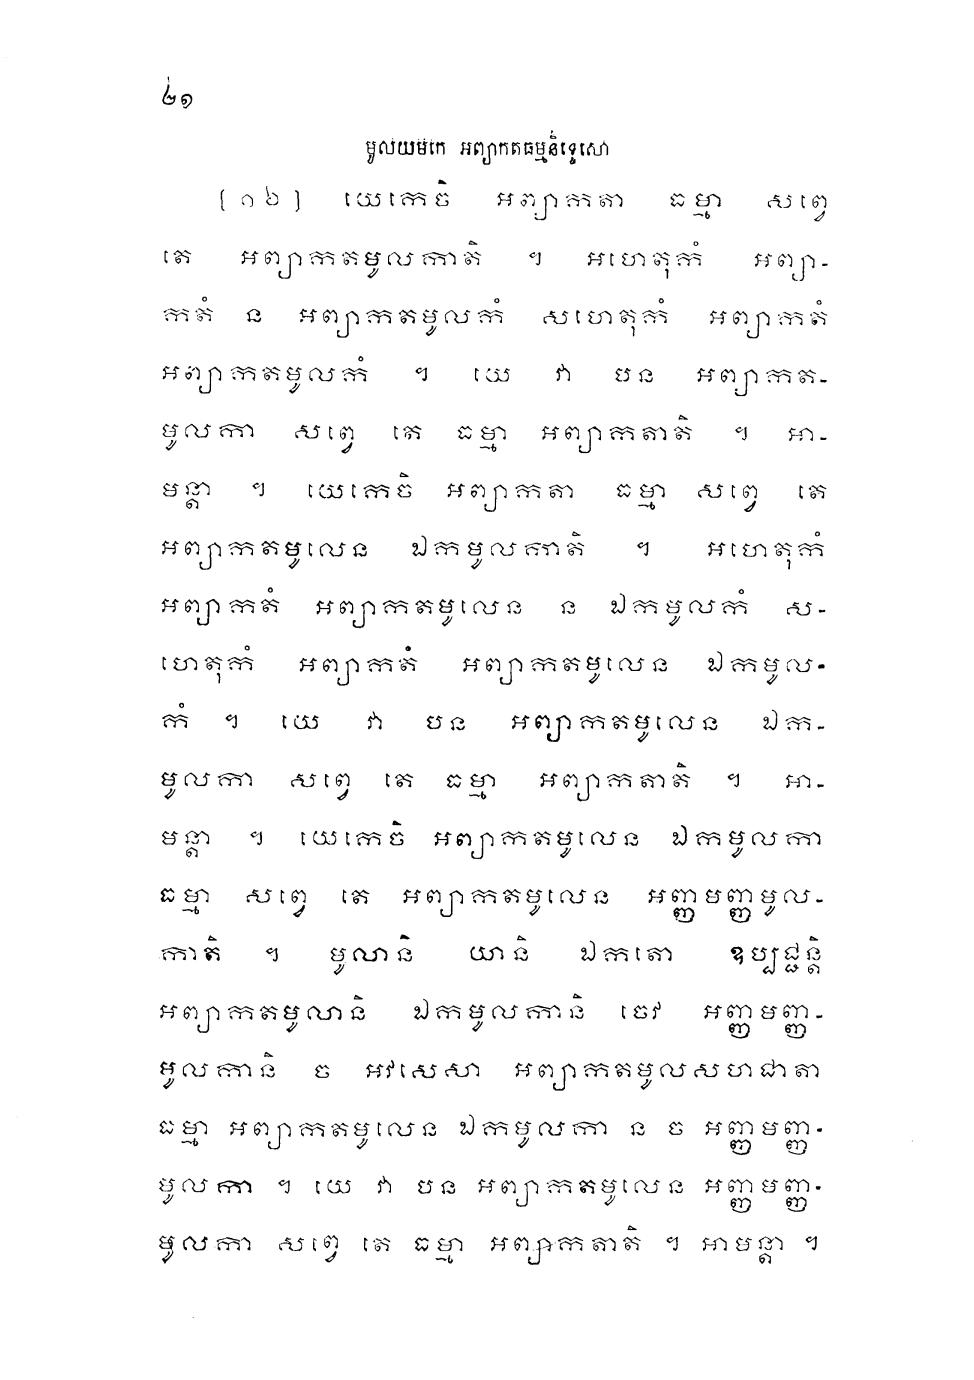 ២១
មូលយមកេ អព្យាកតធម្មនិទ្ទេសោ
[១៦] យេកេចិ អព្យាកតា ធម្មា សព្វេ
តេ អព្យាកតមូលកាតិ ។ អហេតុកំ អព្យា-
កតំ ន អព្យាកតមូលកំ សហេតុកំ អព្យាកតំ
អព្យាកតមូលកំ ។ យេ វា បន អព្យាកត-
មូលកា សព្វេ តេ ធម្មា អព្យាកតាតិ ។ អា-
មន្តា ។ យេកេចិ អព្យាកតា ធម្មា សព្វេ តេ
អព្យាកតមូលេន ឯកមូលកាតិ ។ អហេតុកំ
អព្យាកតំ អព្យាកតមូលេន ន ឯកមូលកំ ស-
ហេតុកំ អព្យាកតំ អព្យាកតមូលេន ឯកមូល-
កំ ។ យេ វា បន អព្យាកតមូលេន ឯក-
មូលកា សព្វេ តេ ធម្មា អព្យាកតាតិ ។ អា-
មន្តា ។ យេកេចិ អព្យាកតមូលេន ឯកមូលកា
ធម្មា សព្វេ តេ អព្យាកតមូលេន អញ្ញមញ្ញមូល-
កាតិ ។ មូលានិ យានិ ឯកតោ ឧប្បជ្ជន្តិ
អព្យាកតមូលានិ ឯកមូលកានិ ចេវ អញ្ញមញ្ញ-
មូលកានិ ច អវសេសា អព្យាកតមូលសហជាតា
ធម្មា អព្យាកតមូលេន ឯកមូលកា ន ច អញ្ញមញ្ញ-
មូលកា ។ យេ វា បន អព្យាកតមូលេន អញ្ញមញ្ញ-
មូលកា សព្វេ តេ ធម្មា អព្យាកតាតិ ។ អាមន្តា ។